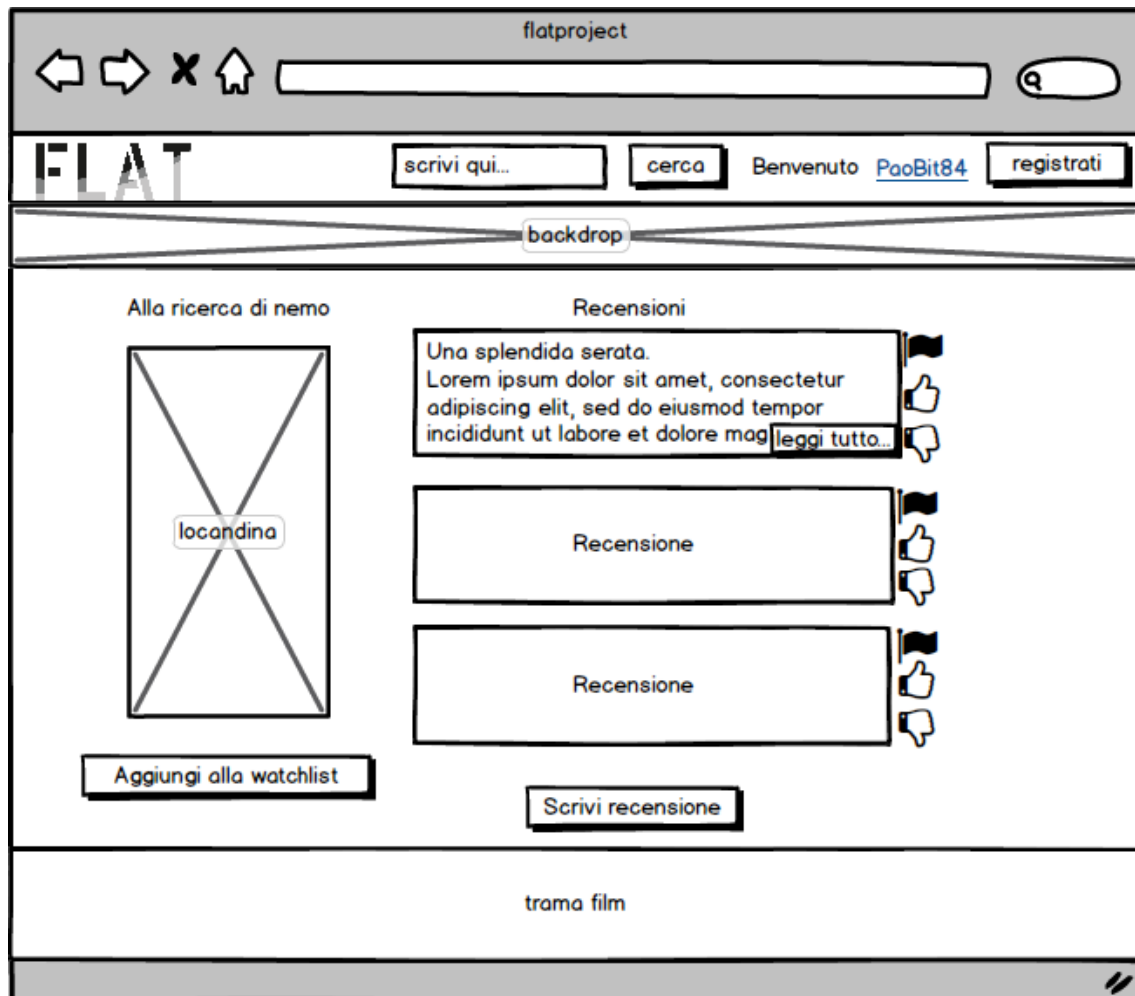 flatproject
FLAT
scrivi qui...
cerca
Benvenuto PaoBit84
registrati
backdrop
Alla ricerca di nemo
locandina
Aggiungi alla watchlist
Recensioni
Una splendida serata.
Lorem ipsum dolor sit amet, consectetur
adipiscing elit, sed do eiusmod tempor
incididunt ut labore et dolore mag
leggi tutto...
Recensione
Recensione
Scrivi recensione
trama film